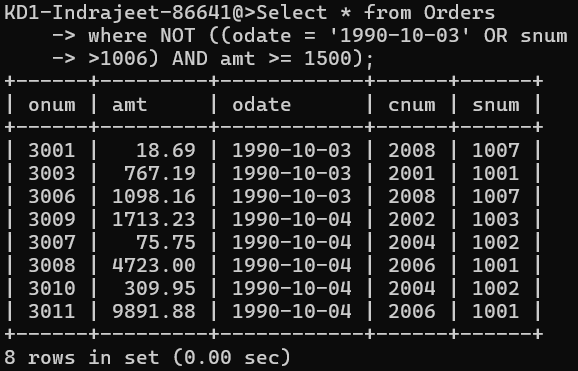 KD1-Indrajeet-86641@>Select * from Orders
    -> where NOT ((odate = '1990-10-03' OR snum
    -> >1006) AND amt >= 1500);
+------+---------+------------+------+------+
| onum | amt     | odate      | cnum | snum |
+------+---------+------------+------+------+
| 3001 |   18.69 | 1990-10-03 | 2008 | 1007 |
| 3003 |  767.19 | 1990-10-03 | 2001 | 1001 |
| 3006 | 1098.16 | 1990-10-03 | 2008 | 1007 |
| 3009 | 1713.23 | 1990-10-04 | 2002 | 1003 |
| 3007 |   75.75 | 1990-10-04 | 2004 | 1002 |
| 3008 | 4723.00 | 1990-10-04 | 2006 | 1001 |
| 3010 |  309.95 | 1990-10-04 | 2004 | 1002 |
| 3011 | 9891.88 | 1990-10-04 | 2006 | 1001 |
+------+---------+------------+------+------+
8 rows in set (0.00 sec)